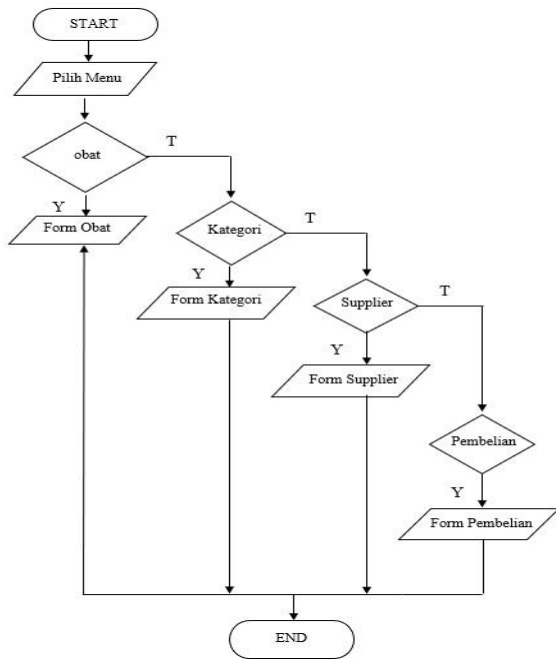 START
Pilih Menu
obat
T
Y
Form Obat
Kategori
T
Y
Form Kategori
Supplier
T
Y
Form Supplier
Pembelian
Y
Form Pembelian
END